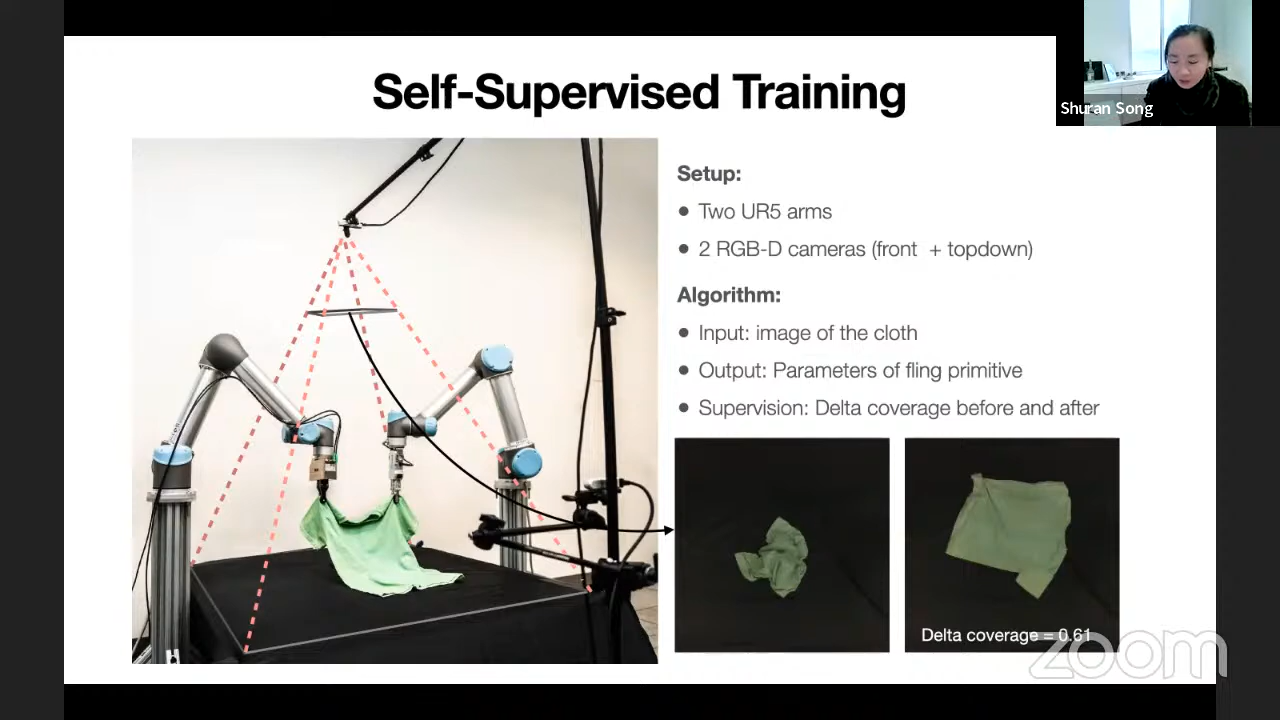 Self-Supervised Training
Shuran Song
Setup:
● Two UR5 arms
● 2 RGB-D cameras (front + topdown)
Algorithm:
● Input: image of the cloth
● Output: Parameters of fling primitive
● Supervision: Delta coverage before and after
Delta coverage = 0.61
zoom